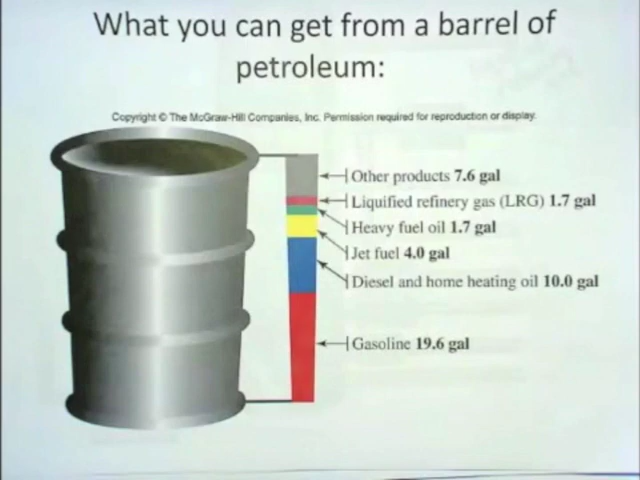 What you can get from a barrel of
petroleum:
Copyright © The McGraw-Hill Companies, Inc. Permission required for reproduction or display.
Other products 7.6 gal
Liquified refinery gas (LRG) 1.7 gal
Heavy fuel oil 1.7 gal
Jet fuel 4.0 gal
Diesel and home heating oil 10.0 gal
Gasoline 19.6 gal